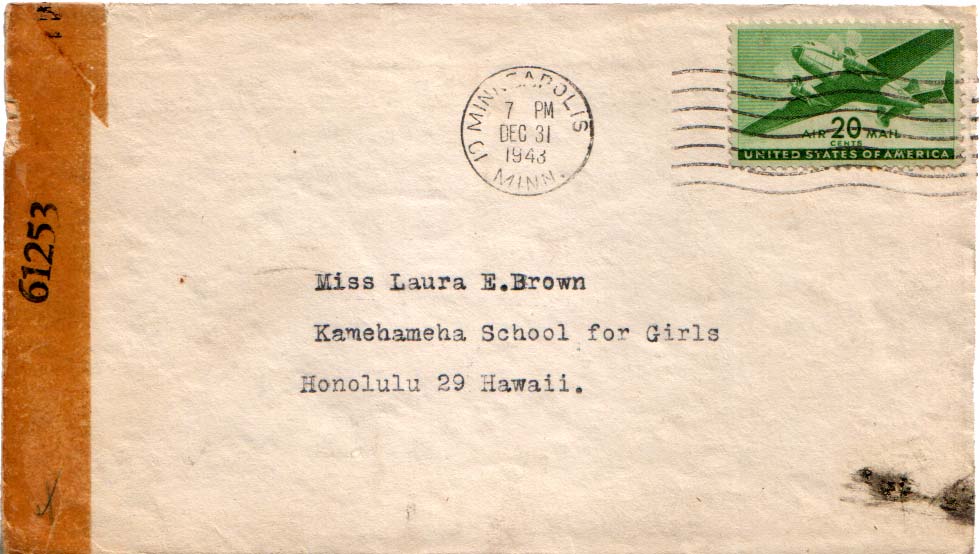 61253
MINNEAPOLIS
7 PM
DEC 31
1943
MINN.
AIR 20 MAIL
CENTS
UNITED STATES OF AMERICA
Miss Laura E.Brown
Kamehameha School for Girls
Honolulu 29 Hawaii.